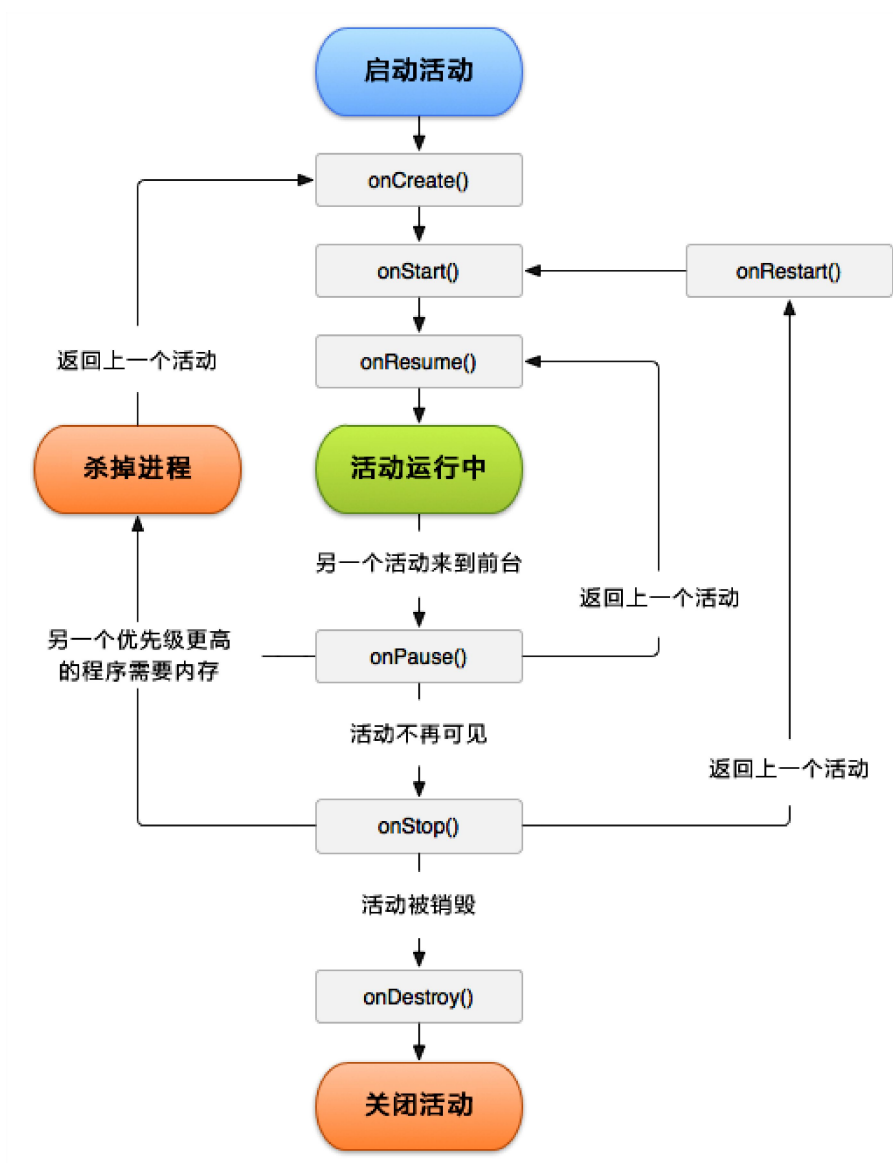 启动活动
onCreate()
onStart()
onRestart()
onResume()
返回上一个活动
杀掉进程
活动运行中
另一个活动来到前台
返回上一个活动
另一个优先级更高
的程序需要内存
onPause()
活动不再可见
返回上一个活动
onStop()
活动被销毁
onDestroy()
关闭活动